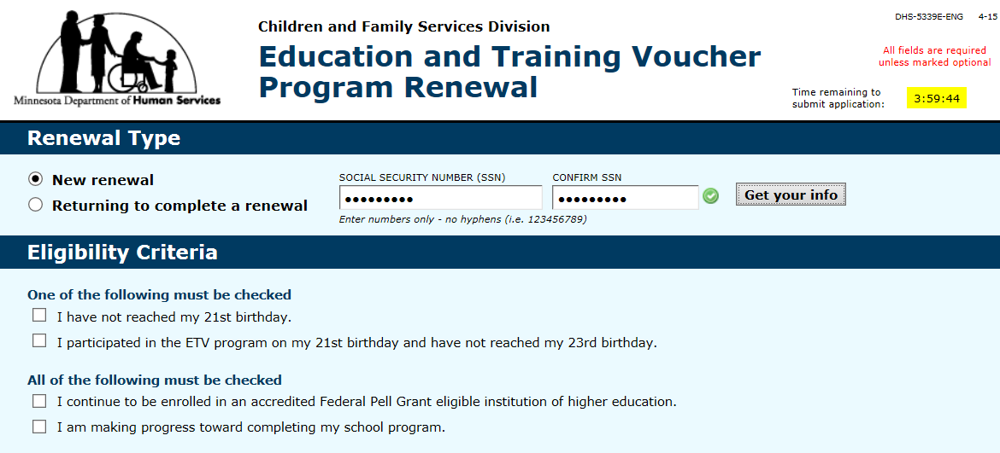 DHS-5339E-ENG 4-15
Children and Family Services Division
Education and Training Voucher
Program Renewal
All fields are required
unless marked optional
Minnesota Department of Human Services
Time remaining to
submit application:
3:59:44
Renewal Type
New renewal
Returning to complete a renewal
SOCIAL SECURITY NUMBER (SSN)
CONFIRM SSN
•••••••••
•••••••••
Get your info
Enter numbers only - no hyphens (i.e. 123456789)
Eligibility Criteria
One of the following must be checked
I have not reached my 21st birthday.
I participated in the ETV program on my 21st birthday and have not reached my 23rd birthday.
All of the following must be checked
I continue to be enrolled in an accredited Federal Pell Grant eligible institution of higher education.
I am making progress toward completing my school program.